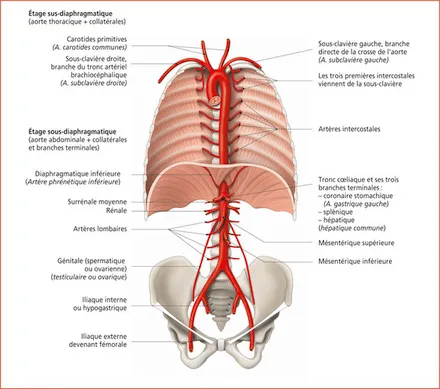 Étage sus-diaphragmatique
(aorte thoracique + collatérales)
Carotides primitives
(A. carotides communes)
Sous-clavière droite,
branche du tronc artériel
brachiocéphalique
(A. subclavière droite)
Étage sous-diaphragmatique
(aorte abdominale + collatérales
et branches terminales)
Diaphragmatique inférieure
(Artère phrénétique inférieure)
Surrénale moyenne
Rénale
Artères lombaires
Génitale (spermatique
ou ovarienne)
(testiculaire ou ovarique)
Iliaque interne
ou hypogastrique
Iliaque externe
devenant fémorale
Sous-clavière gauche, branche
directe de la crosse de l'aorte
(A. subclavière gauche)
Les trois premières intercostales
viennent de la sous-clavière
Artères intercostales
Tronc cœliaque et ses trois
branches terminales :
– coronaire stomachique
(A. gastrique gauche)
– splénique
– hépatique
(hépatique commune)
Mésentérique supérieure
Mésentérique inférieure